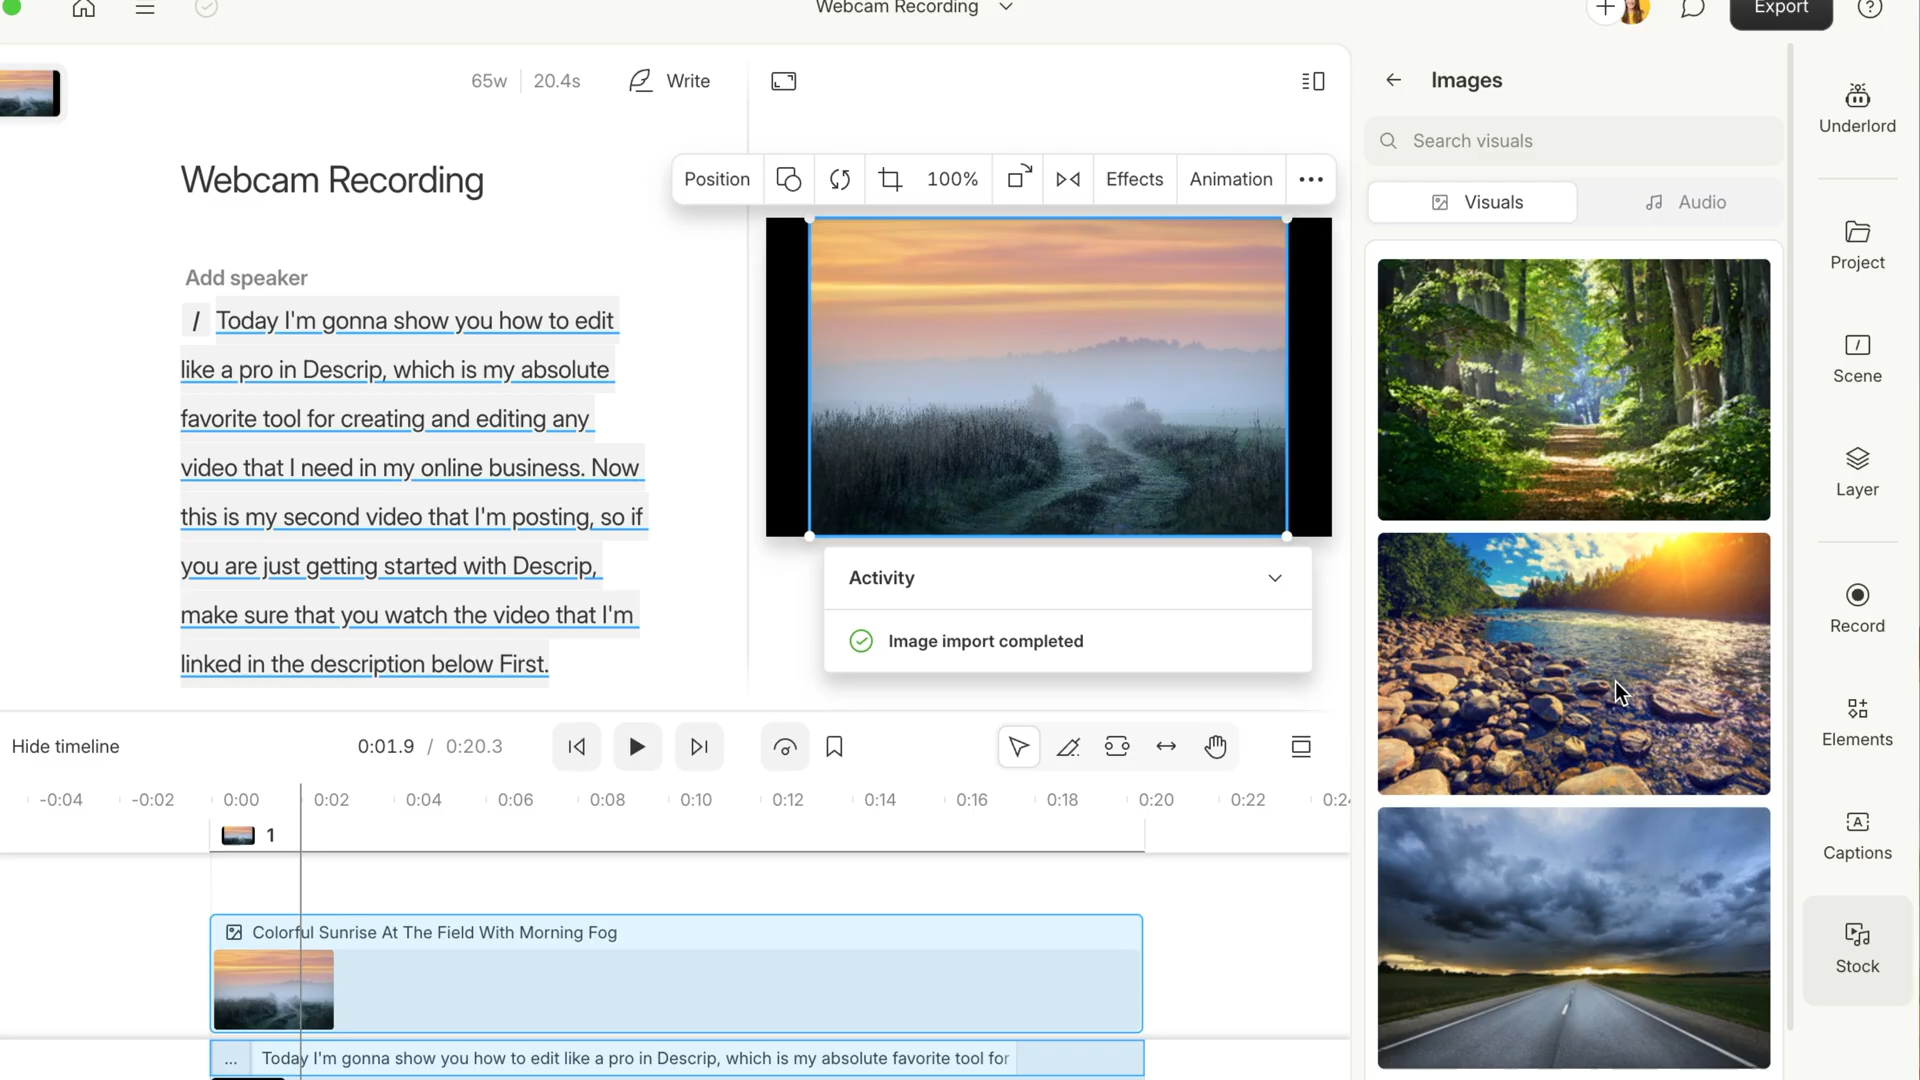 Webcam Recording
Export
65w
20.4s
Write
Images
Search visuals
Visuals
Audio
Underlord
Project
Scene
Layer
Record
Elements
Captions
Stock
Position
100%
Effects
Animation
Webcam Recording
Add speaker
/ Today I'm gonna show you how to edit
like a pro in Descrip, which is my absolute
favorite tool for creating and editing any
video that I need in my online business. Now
this is my second video that I'm posting, so if
you are just getting started with Descrip,
make sure that you watch the video that I'm
linked in the description below First.
Activity
Image import completed
Hide timeline
0:01.9 / 0:20.3
-0:04 -0:02 0:00 0:02 0:04 0:06 0:08 0:10 0:12 0:14 0:16 0:18 0:20 0:22 0:24
1
Colorful Sunrise At The Field With Morning Fog
... Today I'm gonna show you how to edit like a pro in Descrip, which is my absolute favorite tool for